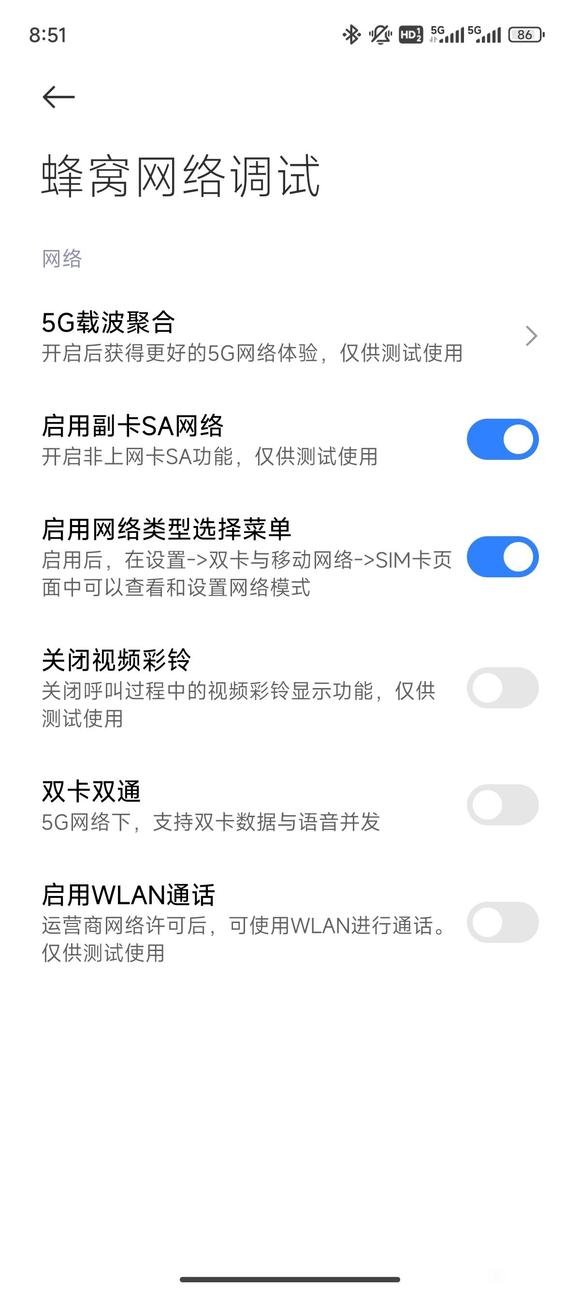 8:51
HD 1 2 5G 5G 86
蜂窝网络调试
网络
5G载波聚合
开启后获得更好的5G网络体验，仅供测试使用
启用副卡SA网络
开启非上网卡SA功能，仅供测试使用
启用网络类型选择菜单
启用后，在设置->双卡与移动网络->SIM卡页
面中可以查看和设置网络模式
关闭视频彩铃
关闭呼叫过程中的视频彩铃显示功能，仅供
测试使用
双卡双通
5G网络下，支持双卡数据与语音并发
启用WLAN通话
运营商网络许可后，可使用WLAN进行通话。
仅供测试使用